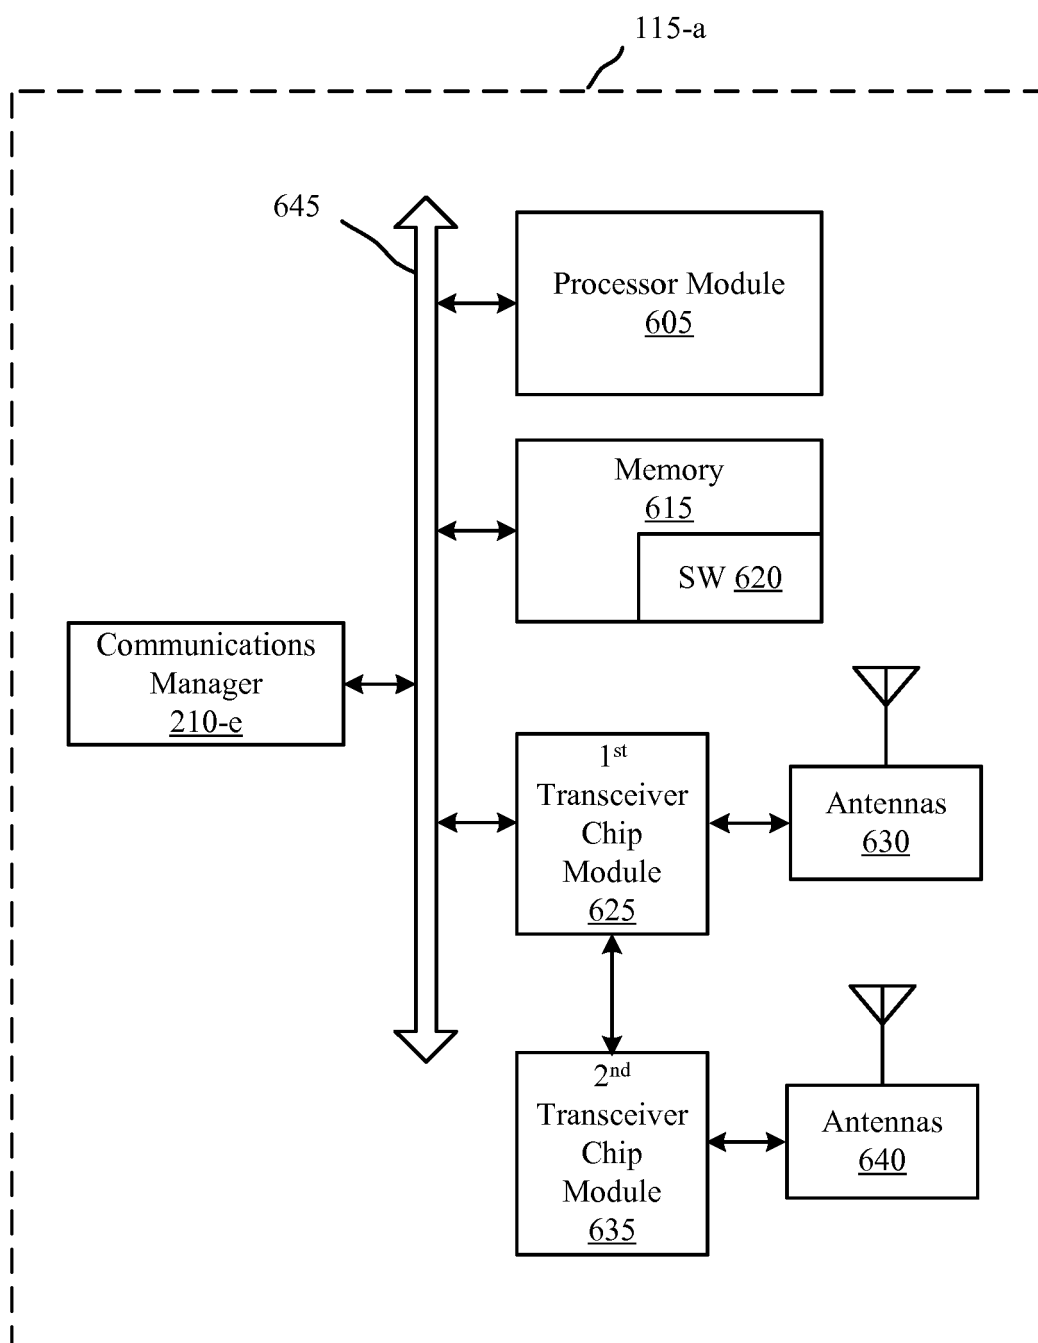 115-a
645
Processor Module
605
Memory
615
SW 620
Communications
Manager
210-e
1st
Transceiver
Chip
Module
625
Antennas
630
2nd
Transceiver
Chip
Module
635
Antennas
640